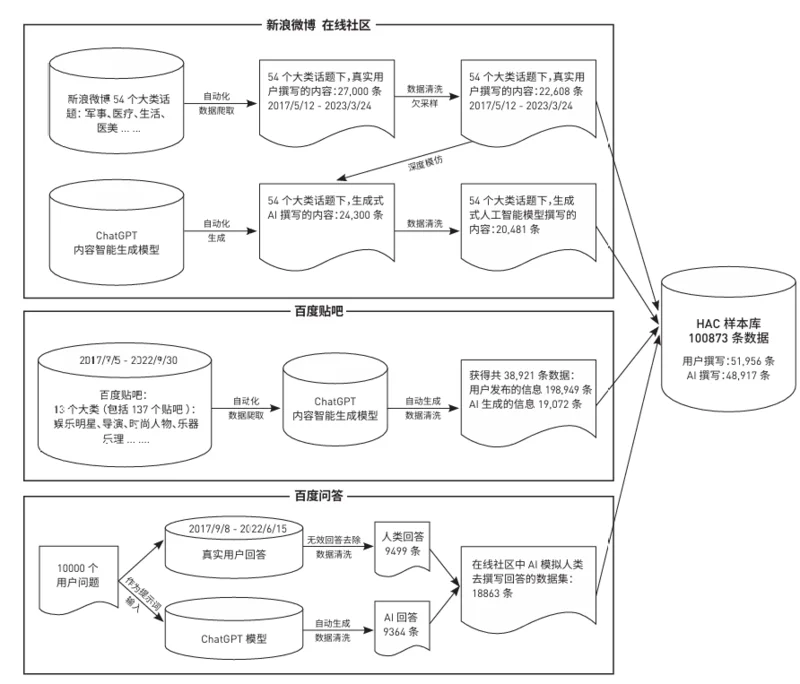 新浪微博 在线社区
新浪微博 54 个大类话
题：军事、医疗、生活、
医美 … …
自动化
数据爬取
54 个大类话题下，真实用
户撰写的内容：27,000 条
2017/5/12 - 2023/3/24
数据清洗
欠采样
54 个大类话题下，真实用
户撰写的内容：22,608 条
2017/5/12 - 2023/3/24
深度模仿
ChatGPT
内容智能生成模型
自动化
生成
54 个大类话题下，生成式
AI 撰写的内容：24,300 条
数据清洗
54 个大类话题下，生成
式人工智能模型撰写的
内容：20,481 条
百度贴吧
2017/9/5 - 2022/9/30
百度贴吧：
13 个大类（包括 137 个贴吧）：
娱乐明星、导演、时尚人物、乐器
乐理 … ….
自动化
数据爬取
ChatGPT
内容智能生成模型
自动生成
数据清洗
获得共 38,921 条数据：
用户发布的信息 198,949 条
AI 生成的信息 19,072 条
百度问答
10000 个
用户问题
作为提示词
输入
2017/9/8 - 2022/6/15
真实用户回答
无效回答去除
数据清洗
人类回答
9499 条
ChatGPT 模型
自动生成
数据清洗
AI 回答
9364 条
在线社区中 AI 模拟人类
去撰写回答的数据集：
18863 条
HAC 样本库
100873 条数据
用户撰写：51,956 条
AI 撰写：48,917 条